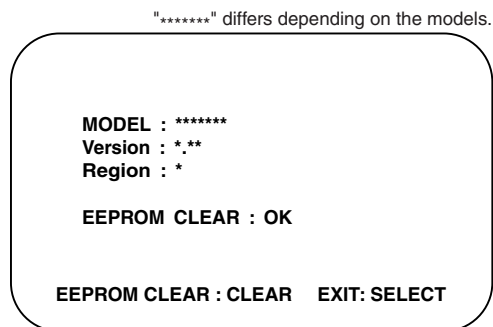 "*******" differs depending on the models.
MODEL : *******
Version : *.**
Region : *
EEPROM CLEAR : OK
EEPROM CLEAR : CLEAR EXIT: SELECT